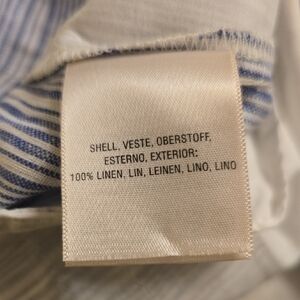 SHELL, VESTE, OBERSTOFF,
ESTERNO, EXTERIOR:
100% LINEN, LIN, LEINEN, LINO, LINO